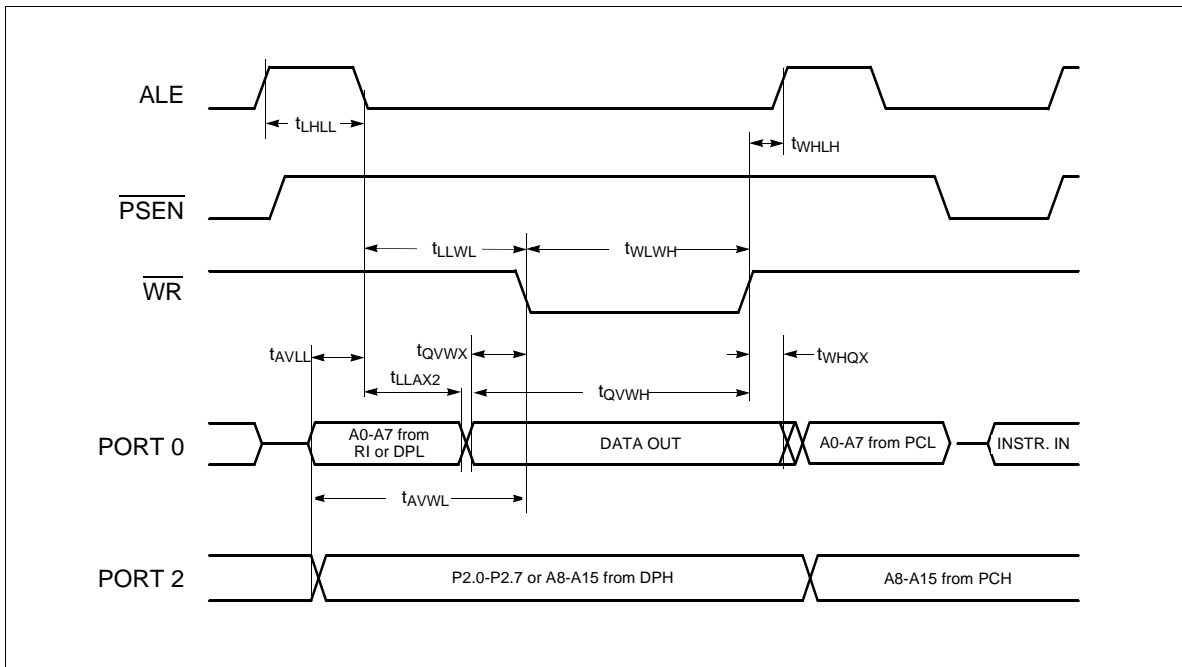 ALE
tLHLL
tWHLH
PSEN
tLLWL
tWLWH
WR
tAVLL
tQVWX
tWHQX
tLLAX2
tQVWH
PORT 0
A0-A7 from
RI or DPL
DATA OUT
A0-A7 from PCL
INSTR. IN
tAVWL
PORT 2
P2.0-P2.7 or A8-A15 from DPH
A8-A15 from PCH